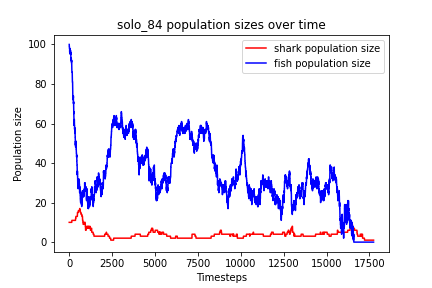 solo_84 population sizes over time
shark population size
fish population size
Population size
100
80
60
40
20
0
0 2500 5000 7500 10000 12500 15000 17500
Timesteps